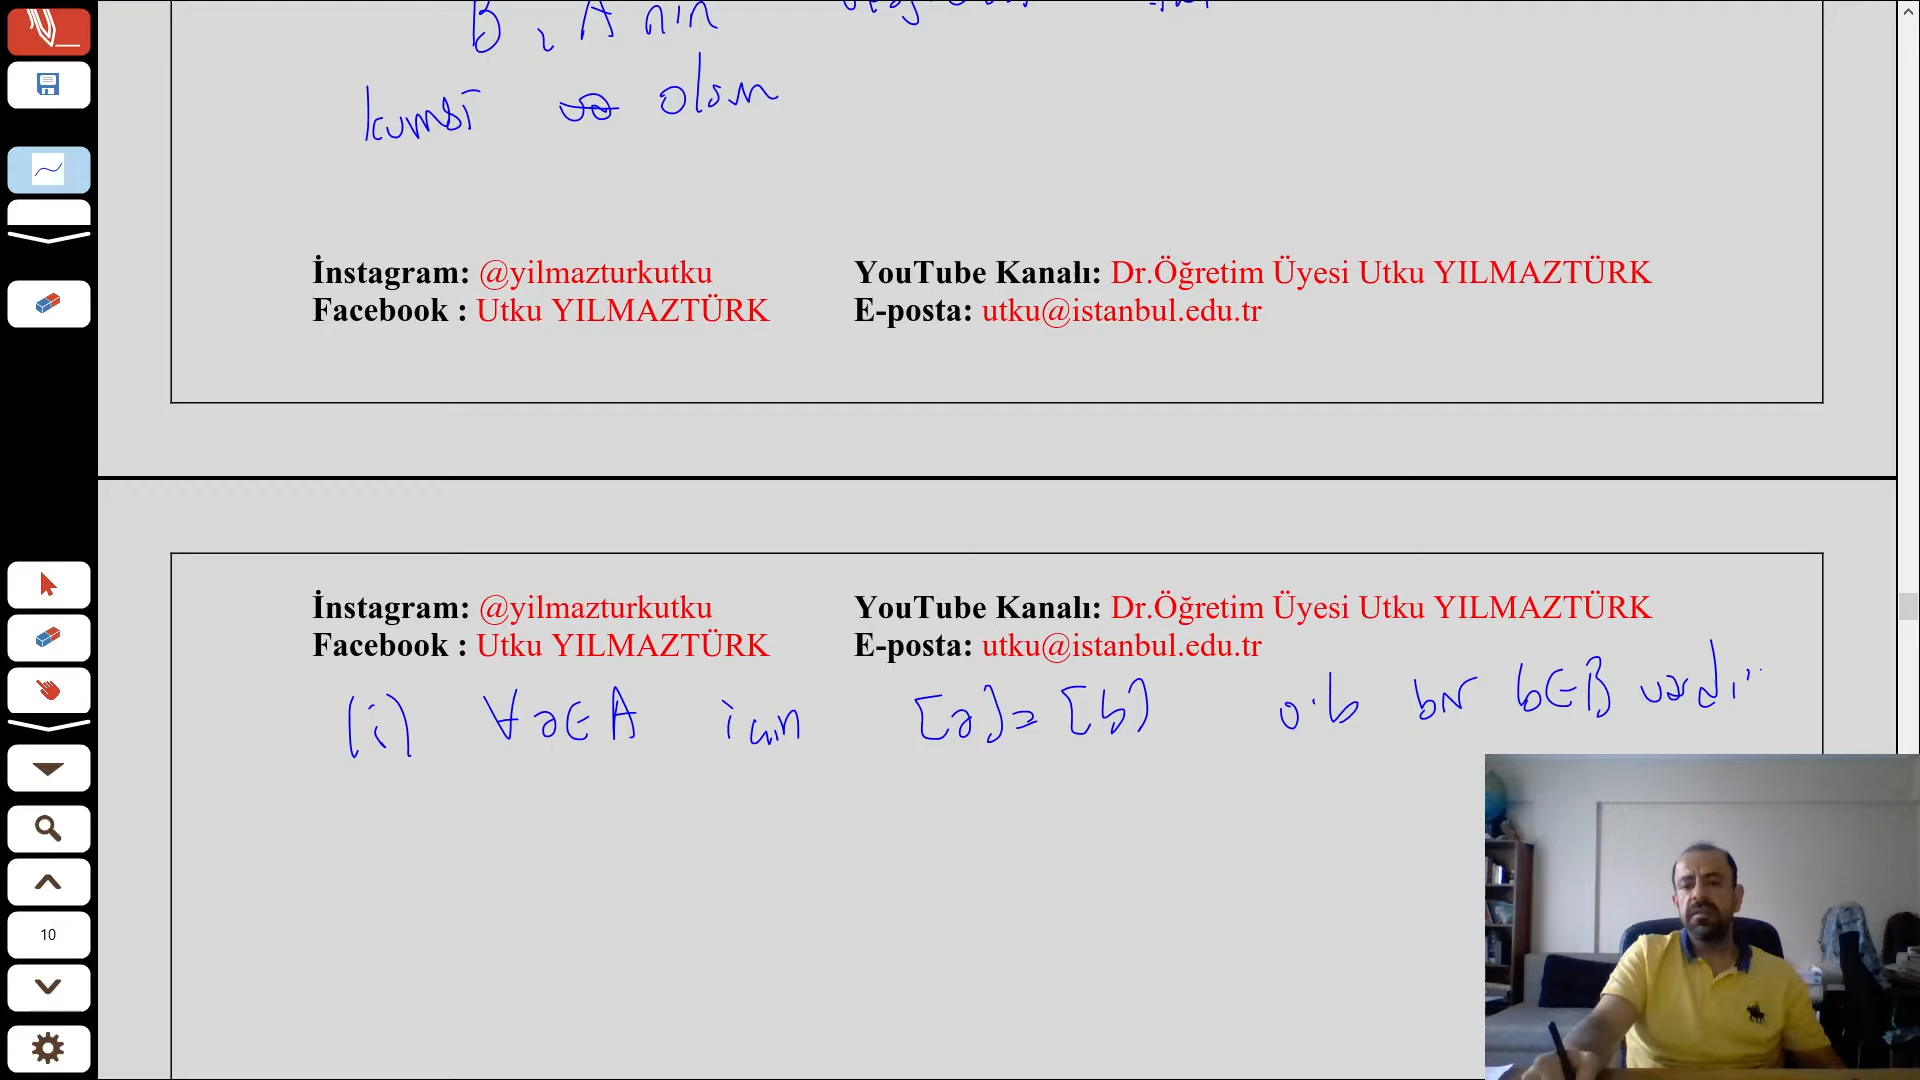 B, A nın
kümsi olsun
İnstagram: @yilmazturkutku YouTube Kanalı: Dr.Öğretim Üyesi Utku YILMAZTÜRK
Facebook : Utku YILMAZTÜRK E-posta: utku@istanbul.edu.tr
İnstagram: @yilmazturkutku YouTube Kanalı: Dr.Öğretim Üyesi Utku YILMAZTÜRK
Facebook : Utku YILMAZTÜRK E-posta: utku@istanbul.edu.tr
(i) ∀a∈A için [a]=[b] o.ş bir b∈B vardır
10